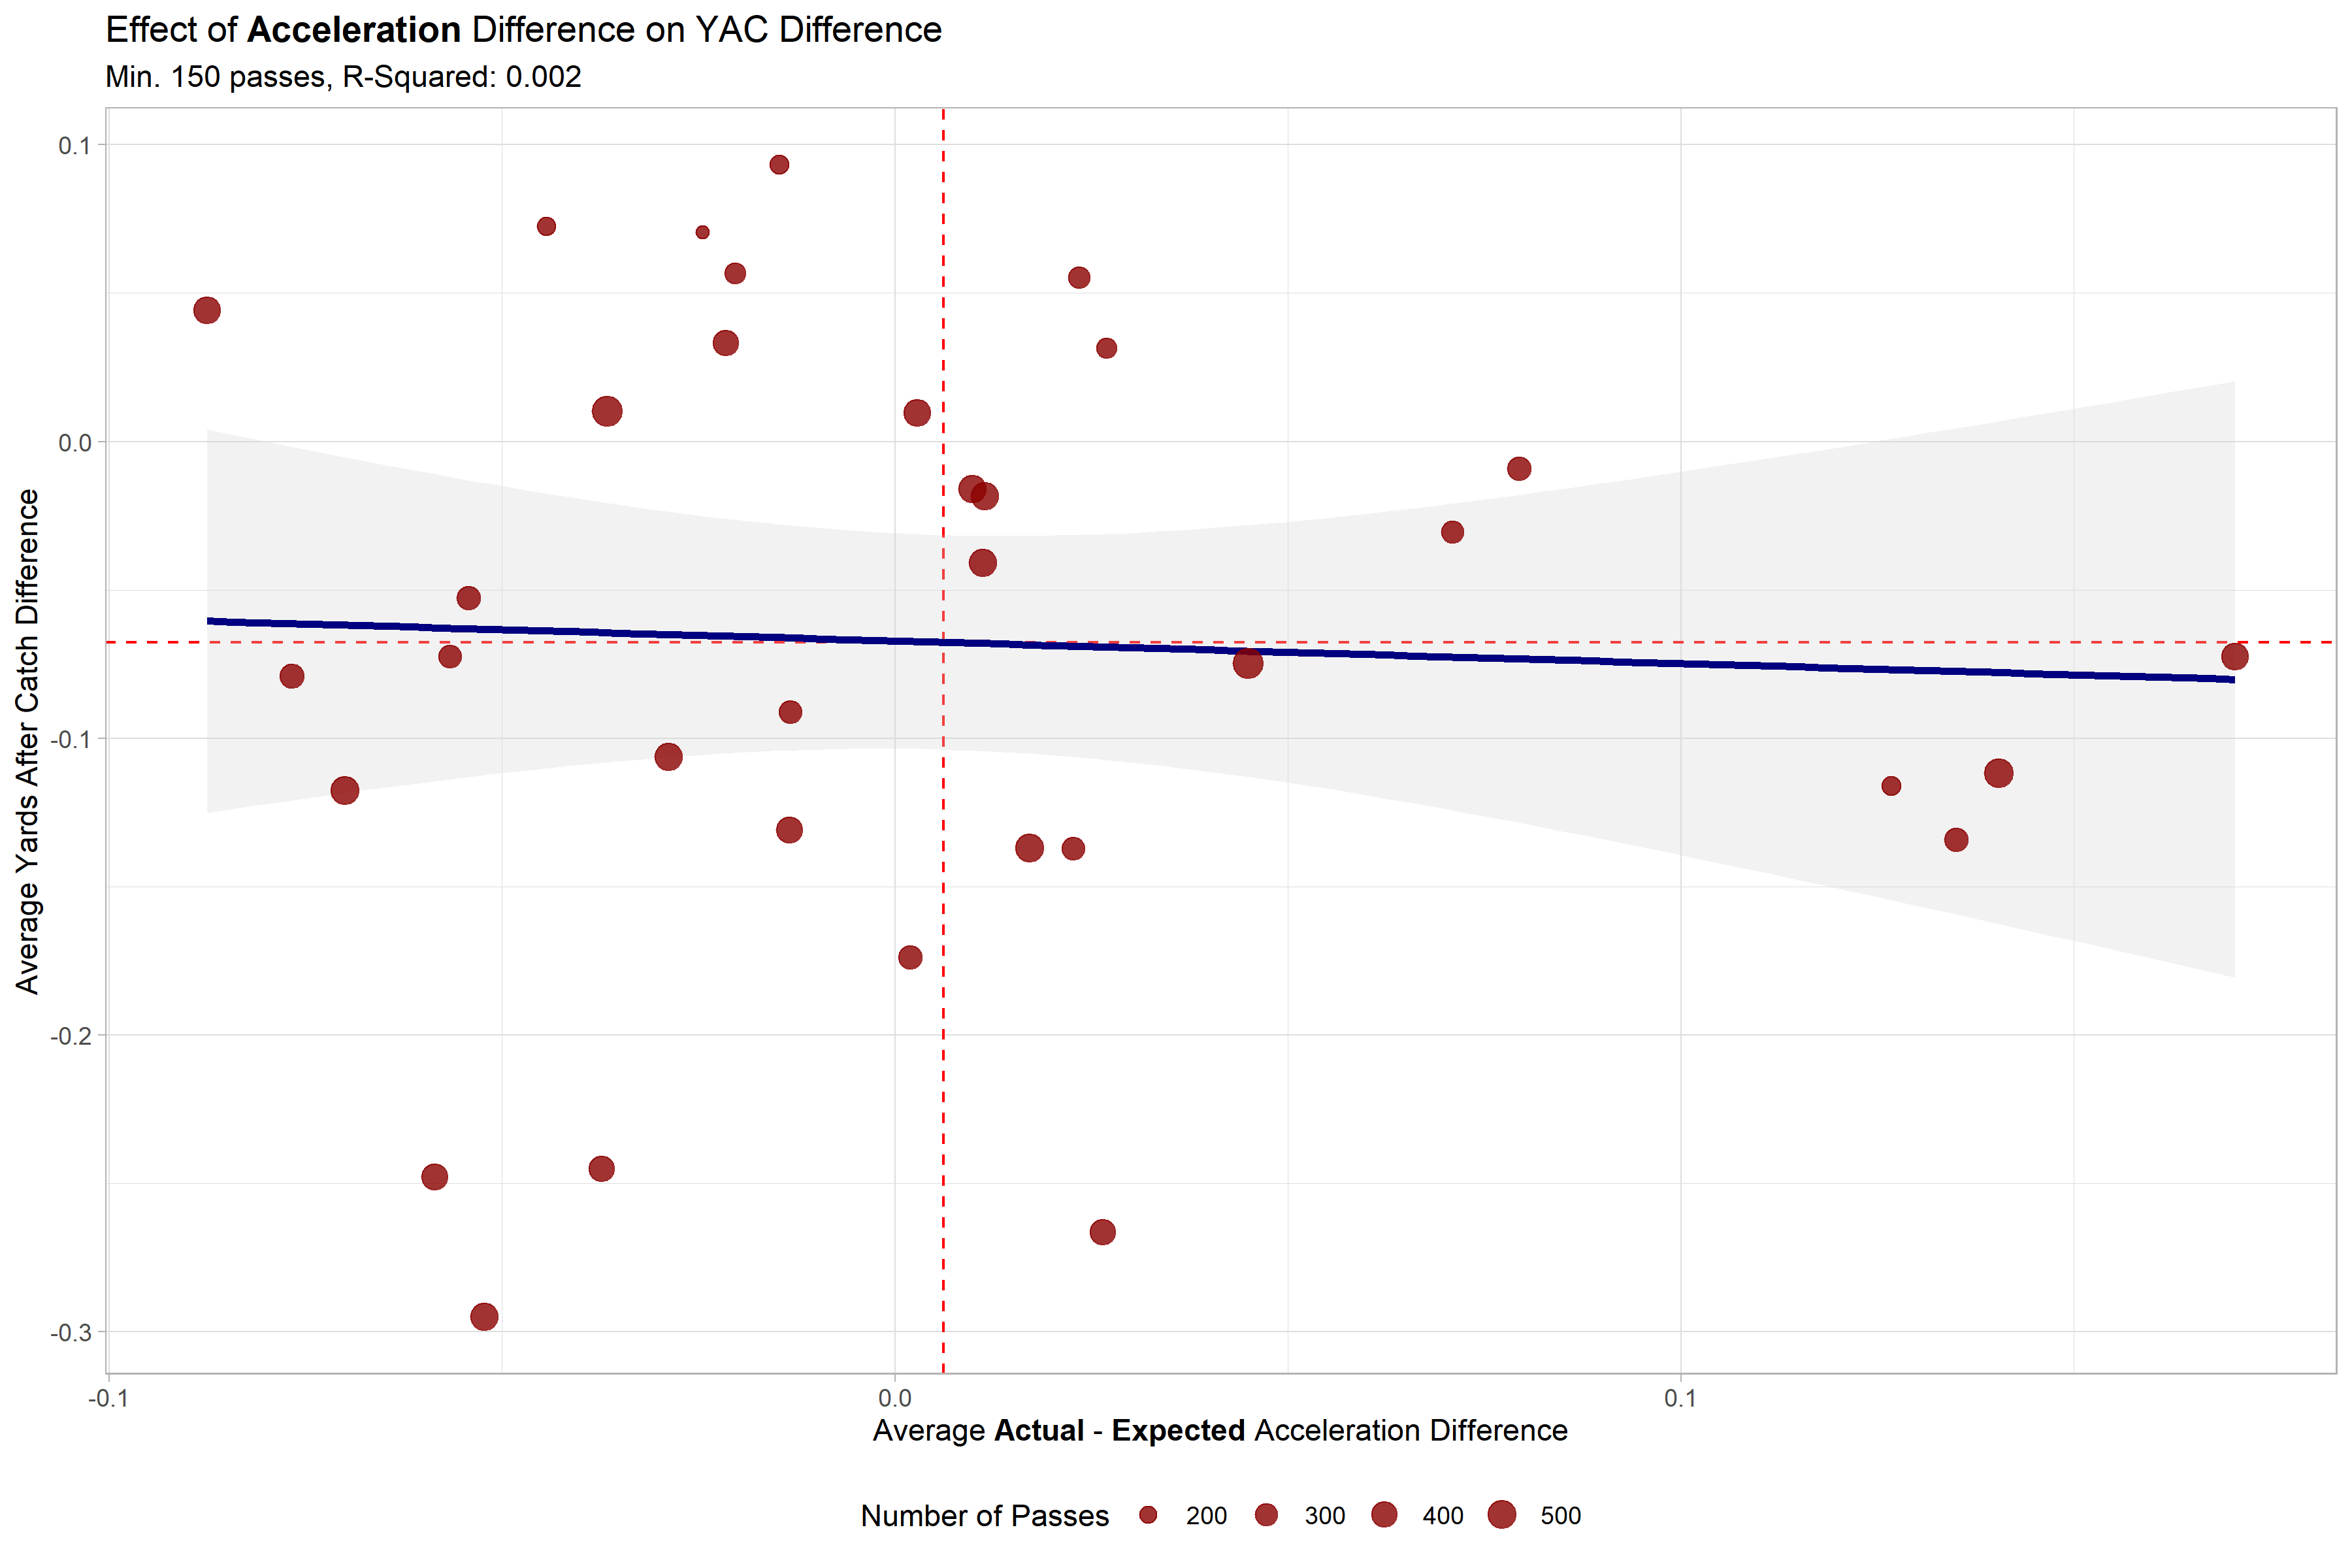 Effect of Acceleration Difference on YAC Difference
Min. 150 passes, R-Squared: 0.002
Average Yards After Catch Difference
0.1
0.0
-0.1
-0.2
-0.3
-0.1 0.0 0.1
Average Actual - Expected Acceleration Difference
Number of Passes 200 300 400 500